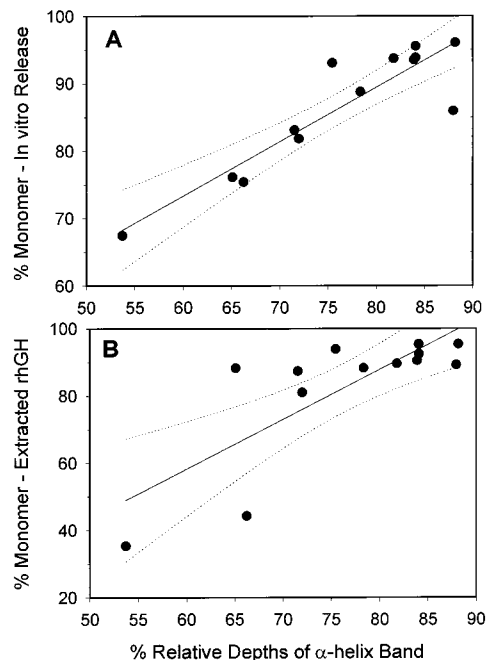 A
% Monomer - In vitro Release
100
90
80
70
60
50 55 60 65 70 75 80 85 90
B
% Monomer - Extracted rhGH
100
80
60
40
20
50 55 60 65 70 75 80 85 90
% Relative Depths of α-helix Band